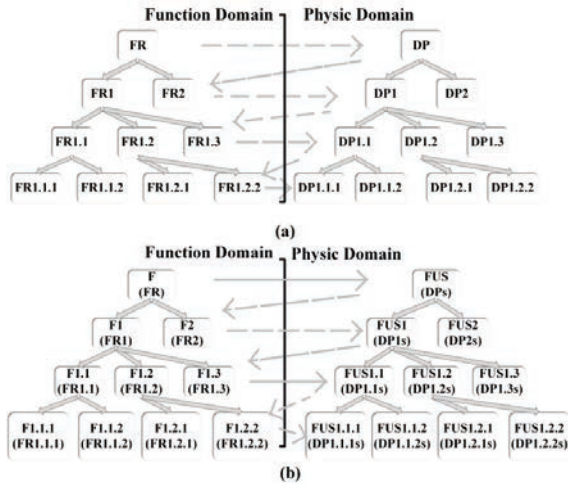 Function Domain Physic Domain
FR DP
FR1 FR2 DP1 DP2
FR1.1 FR1.2 FR1.3 DP1.1 DP1.2 DP1.3
FR1.1.1 FR1.1.2 FR1.2.1 FR1.2.2 DP1.1.1 DP1.1.2 DP1.2.1 DP1.2.2
(a)
Function Domain Physic Domain
F FUS
(FR) (DPs)
F1 F2 FUS1 FUS2
(FR1) (FR2) (DP1s) (DP2s)
F1.1 F1.2 F1.3 FUS1.1 FUS1.2 FUS1.3
(FR1.1) (FR1.2) (FR1.3) (DP1.1s) (DP1.2s) (DP1.3s)
F1.1.1 F1.1.2 F1.2.1 F1.2.2 FUS1.1.1 FUS1.1.2 FUS1.2.1 FUS1.2.2
(FR1.1.1) (FR1.1.2) (FR1.2.1) (FR1.2.2) (DP1.1.1s) (DP1.1.2s) (DP1.2.1s) (DP1.2.2s)
(b)